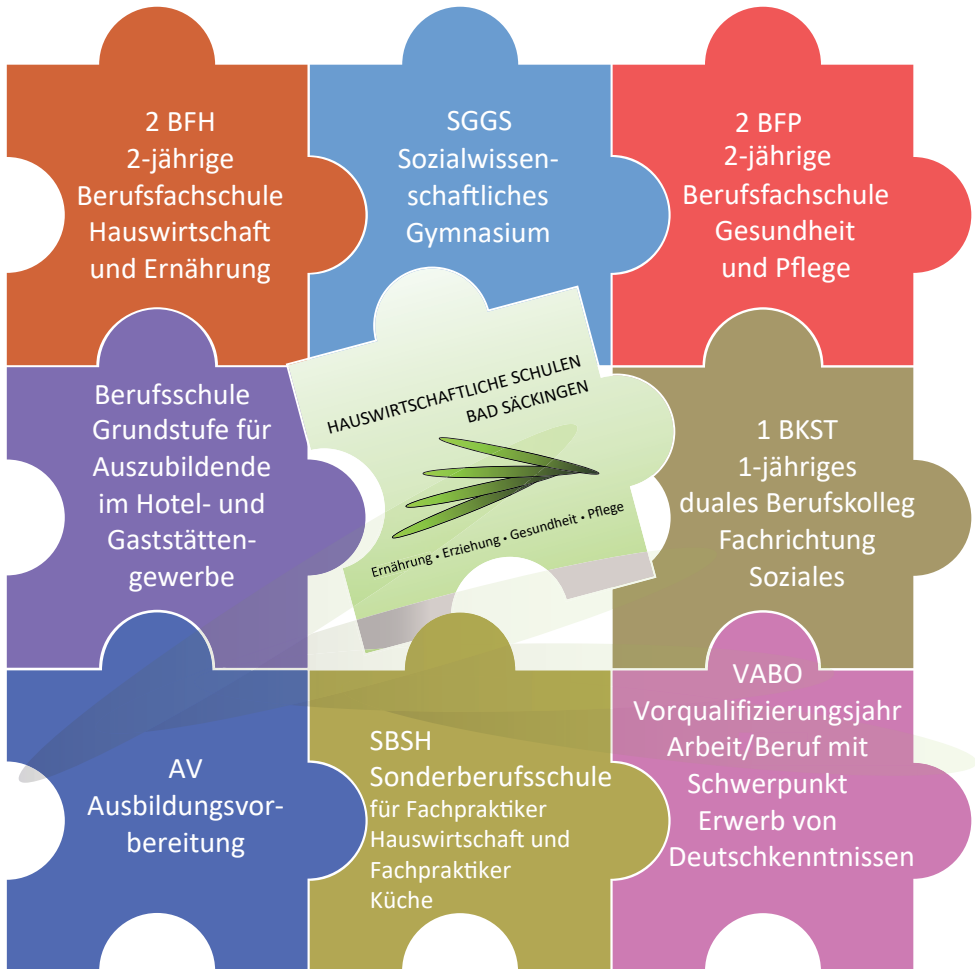 2 BFH
2-jährige
Berufsfachschule
Hauswirtschaft
und Ernährung
SGGS
Sozialwissen-
schaftliches
Gymnasium
2 BFP
2-jährige
Berufsfachschule
Gesundheit
und Pflege
Berufsschule
Grundstufe für
Auszubildende
im Hotel- und
Gaststätten-
gewerbe
HAUSWIRTSCHAFTLICHE SCHULEN
BAD SÄCKINGEN
Ernährung • Erziehung • Gesundheit • Pflege
1 BKST
1-jähriges
duales Berufskolleg
Fachrichtung
Soziales
AV
Ausbildungsvor-
bereitung
SBSH
Sonderberufsschule
für Fachpraktiker
Hauswirtschaft und
Fachpraktiker
Küche
VABO
Vorqualifizierungsjahr
Arbeit/Beruf mit
Schwerpunkt
Erwerb von
Deutschkenntnissen